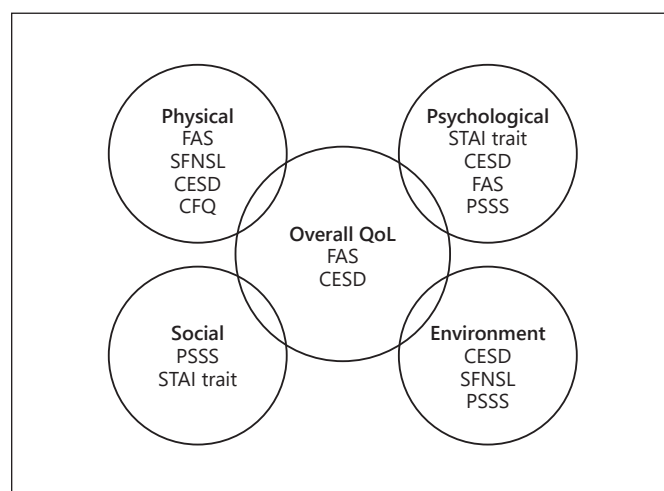 Physical
FAS
SFNSL
CESD
CFQ
Psychological
STAI trait
CESD
FAS
PSSS
Overall QoL
FAS
CESD
Social
PSSS
STAI trait
Environment
CESD
SFNSL
PSSS